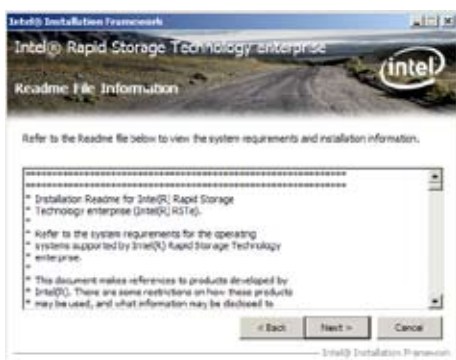 Intel® Installation Framework
Intel® Rapid Storage Technology enterprise
intel
Readme File Information
Refer to the Readme file below to view the system requirements and installation information.
************************************************************
************************************************************
* Installation Readme for Intel(R) Rapid Storage
* Technology enterprise (Intel(R) RSTe).
*
* Refer to the system requirements for the operating
* systems supported by Intel(R) Rapid Storage Technology
* enterprise.
*
* This document makes references to products developed by
* Intel(R). There are some restrictions on how these products
* may be used, and what information may be disclosed to
< Back
Next >
Cancel
Intel® Installation Framework